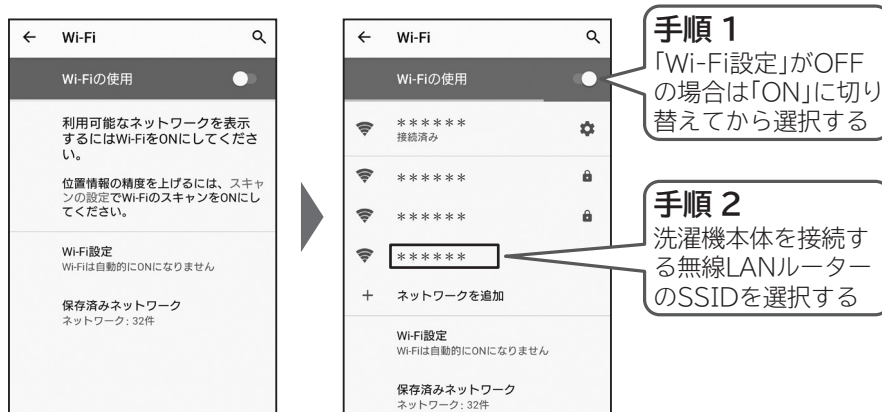 Wi-Fi
Wi-Fiの使用
利用可能なネットワークを表示
するにはWi-FiをONにしてくださ
い。
位置情報の精度を上げるには、スキャ
ンの設定でWi-FiのスキャンをONにし
てください。
Wi-Fi設定
Wi-Fiは自動的にONになりません
保存済みネットワーク
ネットワーク: 32件
Wi-Fi
Wi-Fiの使用
******
接続済み
******
******
******
+ ネットワークを追加
Wi-Fi設定
Wi-Fiは自動的にONになりません
保存済みネットワーク
ネットワーク: 32件
手順 1
「Wi-Fi設定」がOFF
の場合は「ON」に切り
替えてから選択する
手順 2
洗濯機本体を接続す
る無線LANルーター
のSSIDを選択する